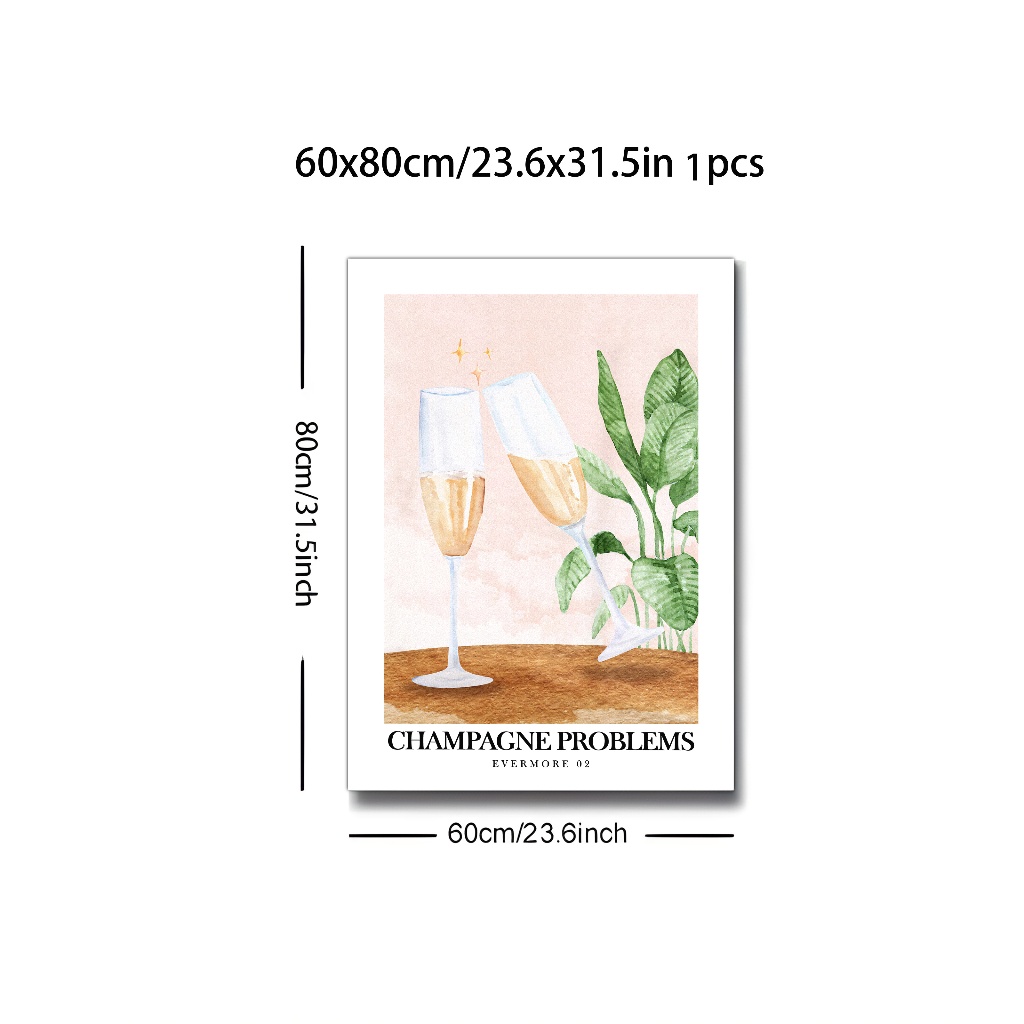 60x80cm/23.6x31.5in 1pcs
80cm/31.5inch
CHAMPAGNE PROBLEMS
EVERMORE 02
60cm/23.6inch